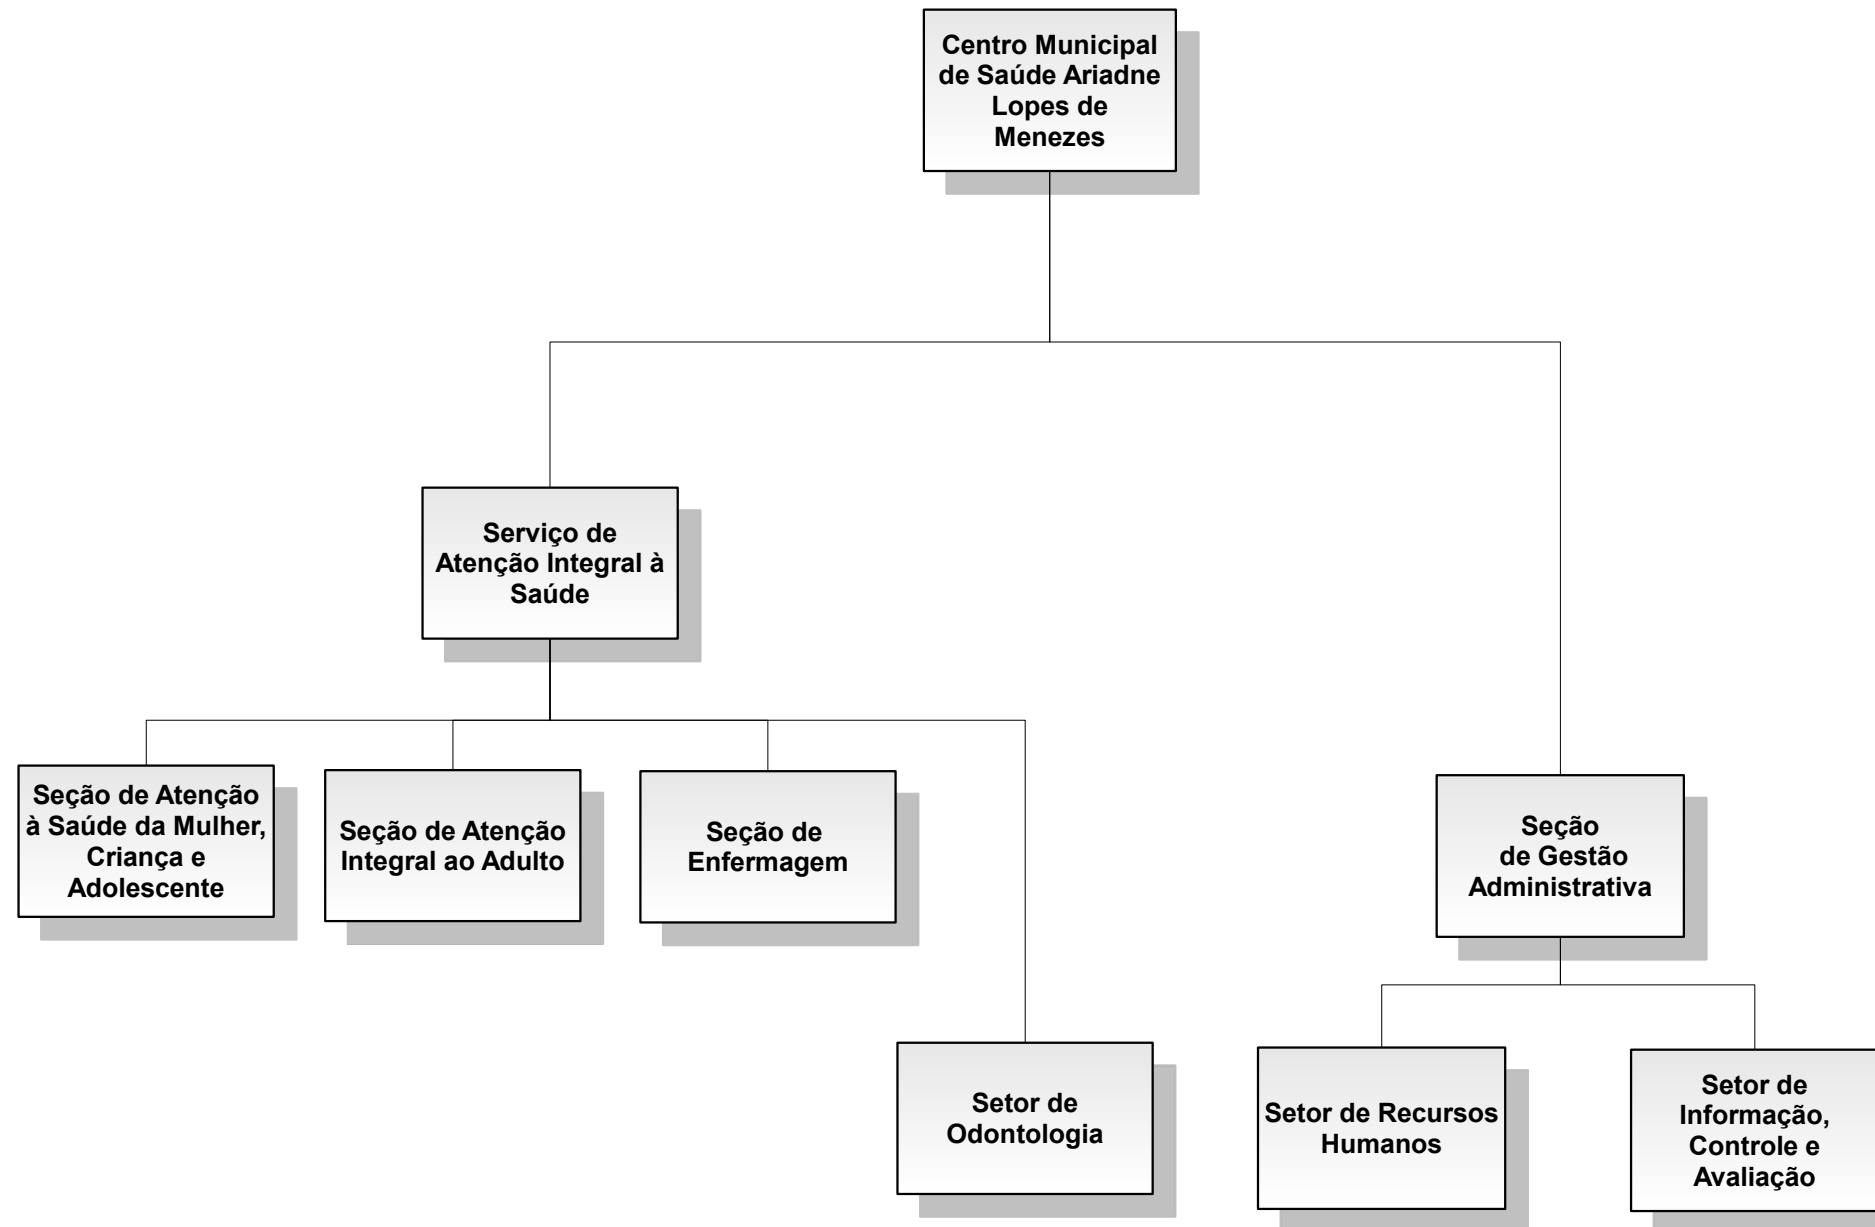 Centro Municipal
de Saúde Ariadne
Lopes de
Menezes
Serviço de
Atenção Integral à
Saúde
Seção de Atenção
à Saúde da Mulher,
Criança e
Adolescente
Seção de Atenção
Integral ao Adulto
Seção de
Enfermagem
Seção
de Gestão
Administrativa
Setor de
Odontologia
Setor de Recursos
Humanos
Setor de
Informação,
Controle e
Avaliação